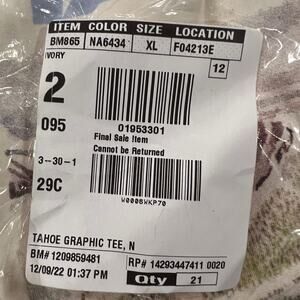 ITEM COLOR SIZE LOCATION
BM865 NA6434 XL F04213E
IVORY
12
2
095
01953301
Final Sale Item
Cannot be Returned
3--30-1
29C
W0006WKP70
TAHOE GRAPHIC TEE, N
BM# 1209859481
RP# 14293447411 0020
12/09/22 01:37 PM
Qty 21